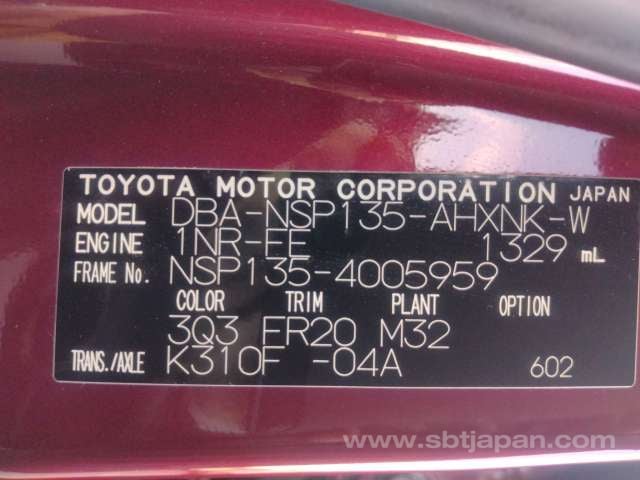 TOYOTA MOTOR CORPORATION JAPAN
MODEL DBA-NSP135-AHXNK-W
ENGINE 1NR-FE 1329 mL
FRAME No. NSP135-4005959
COLOR TRIM PLANT OPTION
3Q3 FR20 M32
TRANS./AXLE K310F -04A 602
www.sbtjapan.com